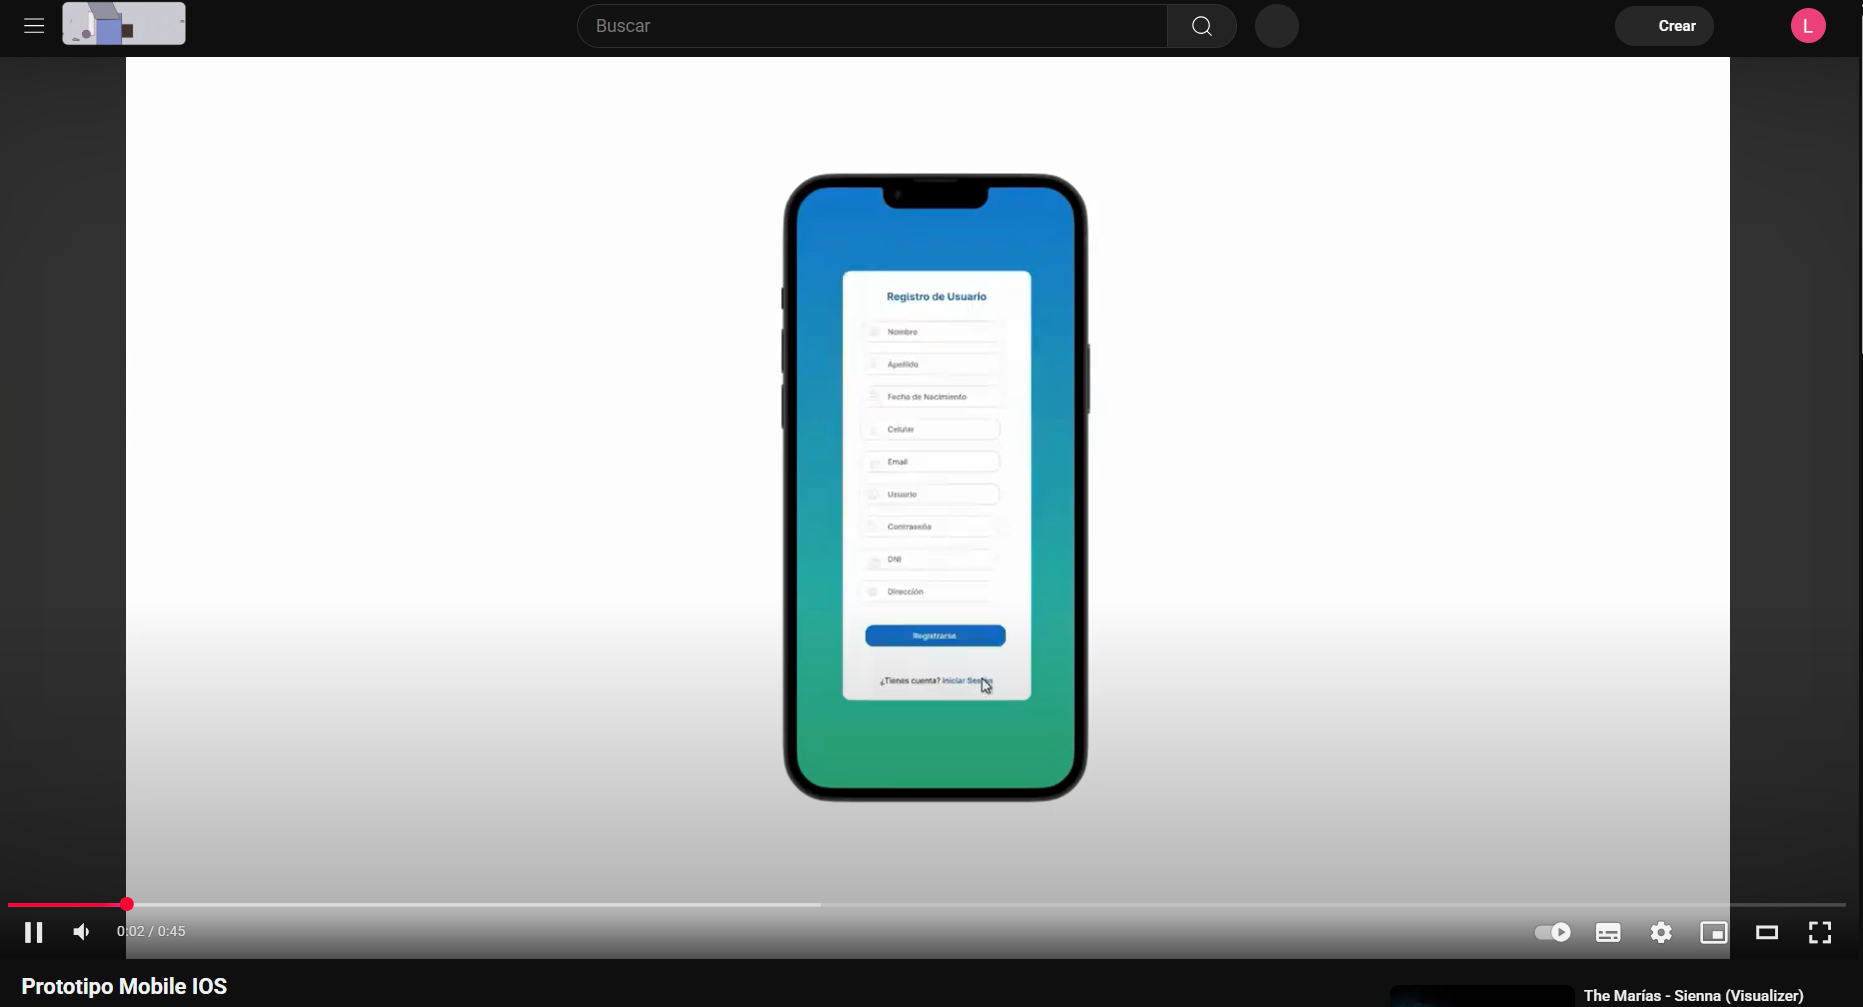 Buscar
Crear
L
Registro de Usuario
Nombre
Apellido
Fecha de Nacimiento
Celular
Email
Usuario
Contraseña
DNI
Dirección
Registrarse
¿Tienes cuenta? Iniciar Sesión
0:02 / 0:45
Prototipo Mobile IOS
The Marías - Sienna (Visualizer)